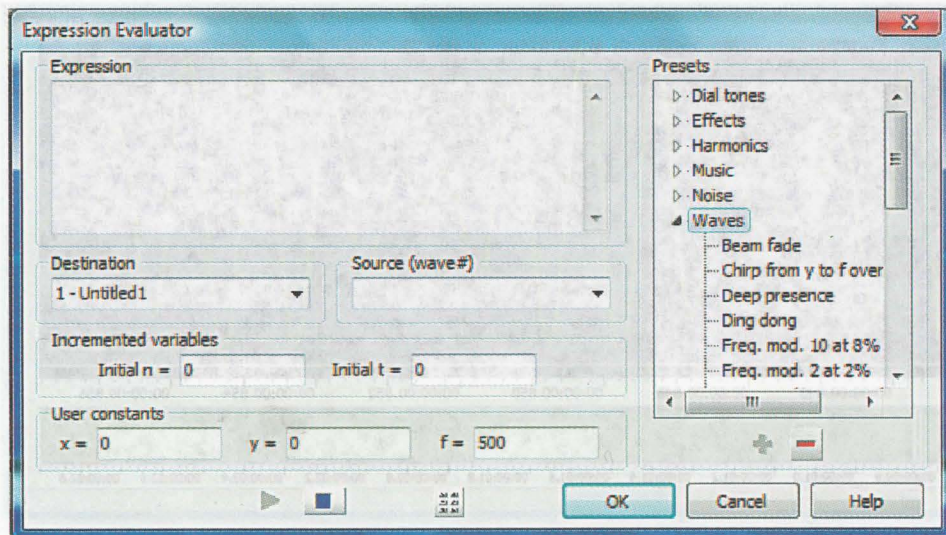 Expression Evaluator
Expression
Destination
1 - Untitled1
Source (wave#)
Incremented variables
Initial n = 0
Initial t = 0
User constants
x = 0
y = 0
f = 500
Presets
Dial tones
Effects
Harmonics
Music
Noise
Waves
Beam fade
Chirp from y to f over
Deep presence
Ding dong
Freq. mod. 10 at 8%
Freq. mod. 2 at 2%
OK
Cancel
Help